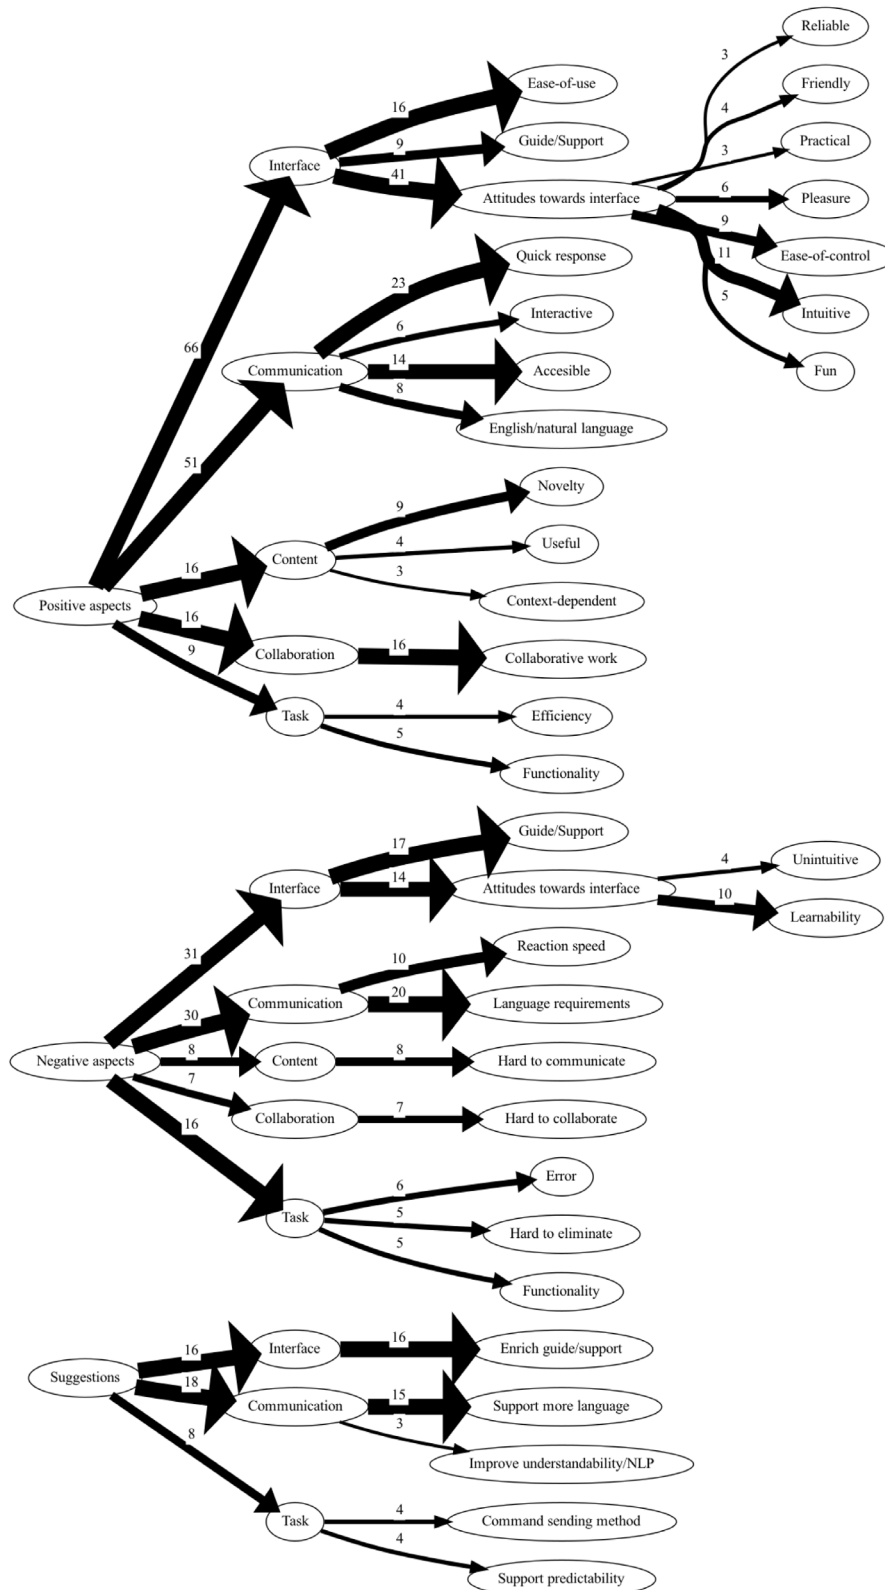 Reliable
3
Ease-of-use
Friendly
16
4
Guide/Support
Practical
9
3
Interface
41
Attitudes towards interface
6
Pleasure
9
Quick response
11
Ease-of-control
23
5
Interactive
Intuitive
6
66
14
Communication
Accesible
Fun
8
English/natural language
51
Novelty
9
4
Useful
Content
16
3
Context-dependent
Positive aspects
16
16
9
Collaboration
Collaborative work
4
Task
Efficiency
5
Functionality
Guide/Support
17
4
Unintuitive
14
Interface
Attitudes towards interface
10
Learnability
31
10
Reaction speed
20
30
Communication
Language requirements
8
8
Negative aspects
Content
Hard to communicate
7
7
Collaboration
Hard to collaborate
16
Error
6
5
Task
Hard to eliminate
5
Functionality
16
16
Interface
Enrich guide/support
Suggestions
18
15
Communication
Support more language
3
8
Improve understandability/NLP
4
Task
Command sending method
4
Support predictability